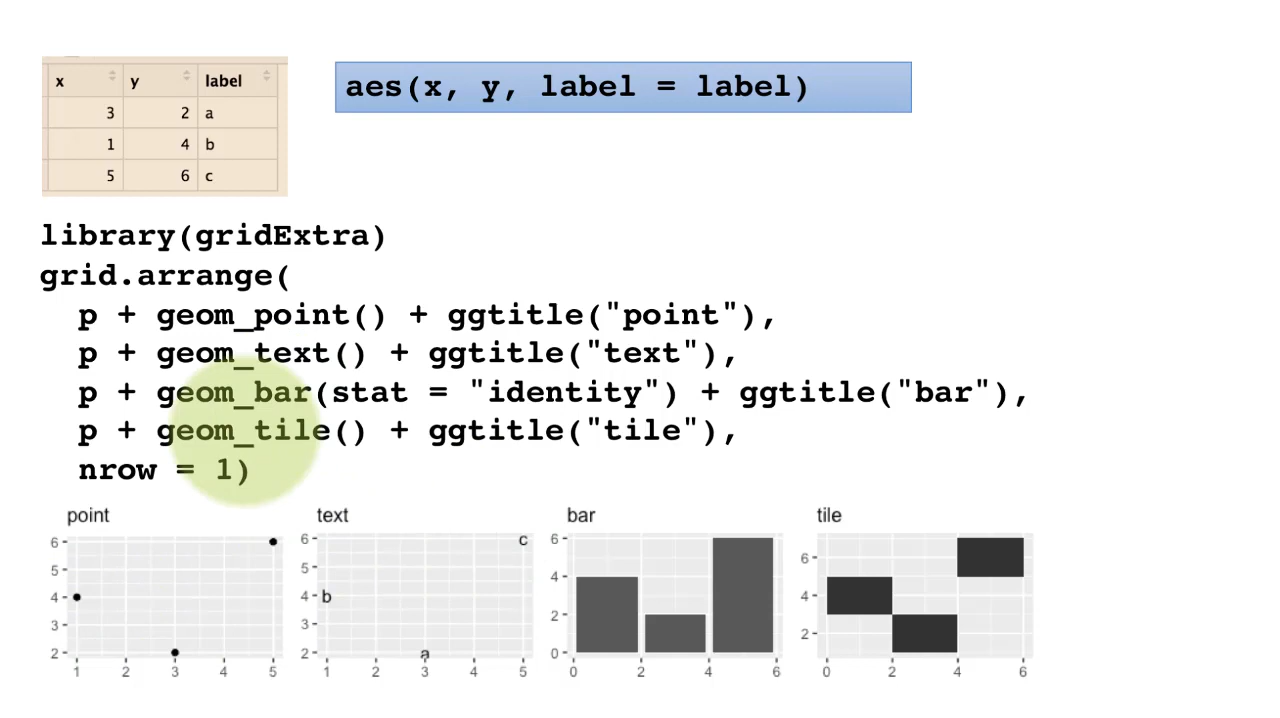 x y label
3 2 a
1 4 b
5 6 c
aes(x, y, label = label)
library(gridExtra)
grid.arrange(
  p + geom_point() + ggtitle("point"),
  p + geom_text() + ggtitle("text"),
  p + geom_bar(stat = "identity") + ggtitle("bar"),
  p + geom_tile() + ggtitle("tile"),
  nrow = 1)
point
6
5
4
3
2
1 2 3 4 5
text
6
5
4
3
2
c
b
a
1 2 3 4 5
bar
6
4
2
0
0 2 4 6
tile
6
4
2
0 2 4 6